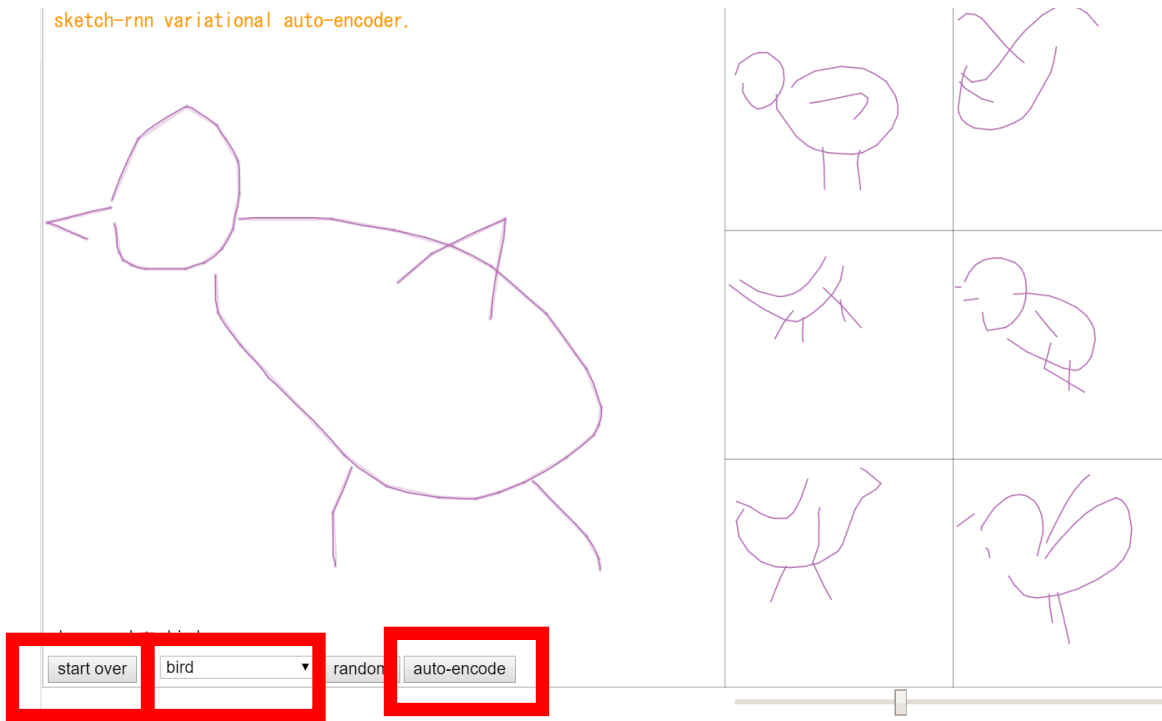 sketch-rnn variational auto-encoder.
start over bird random auto-encode